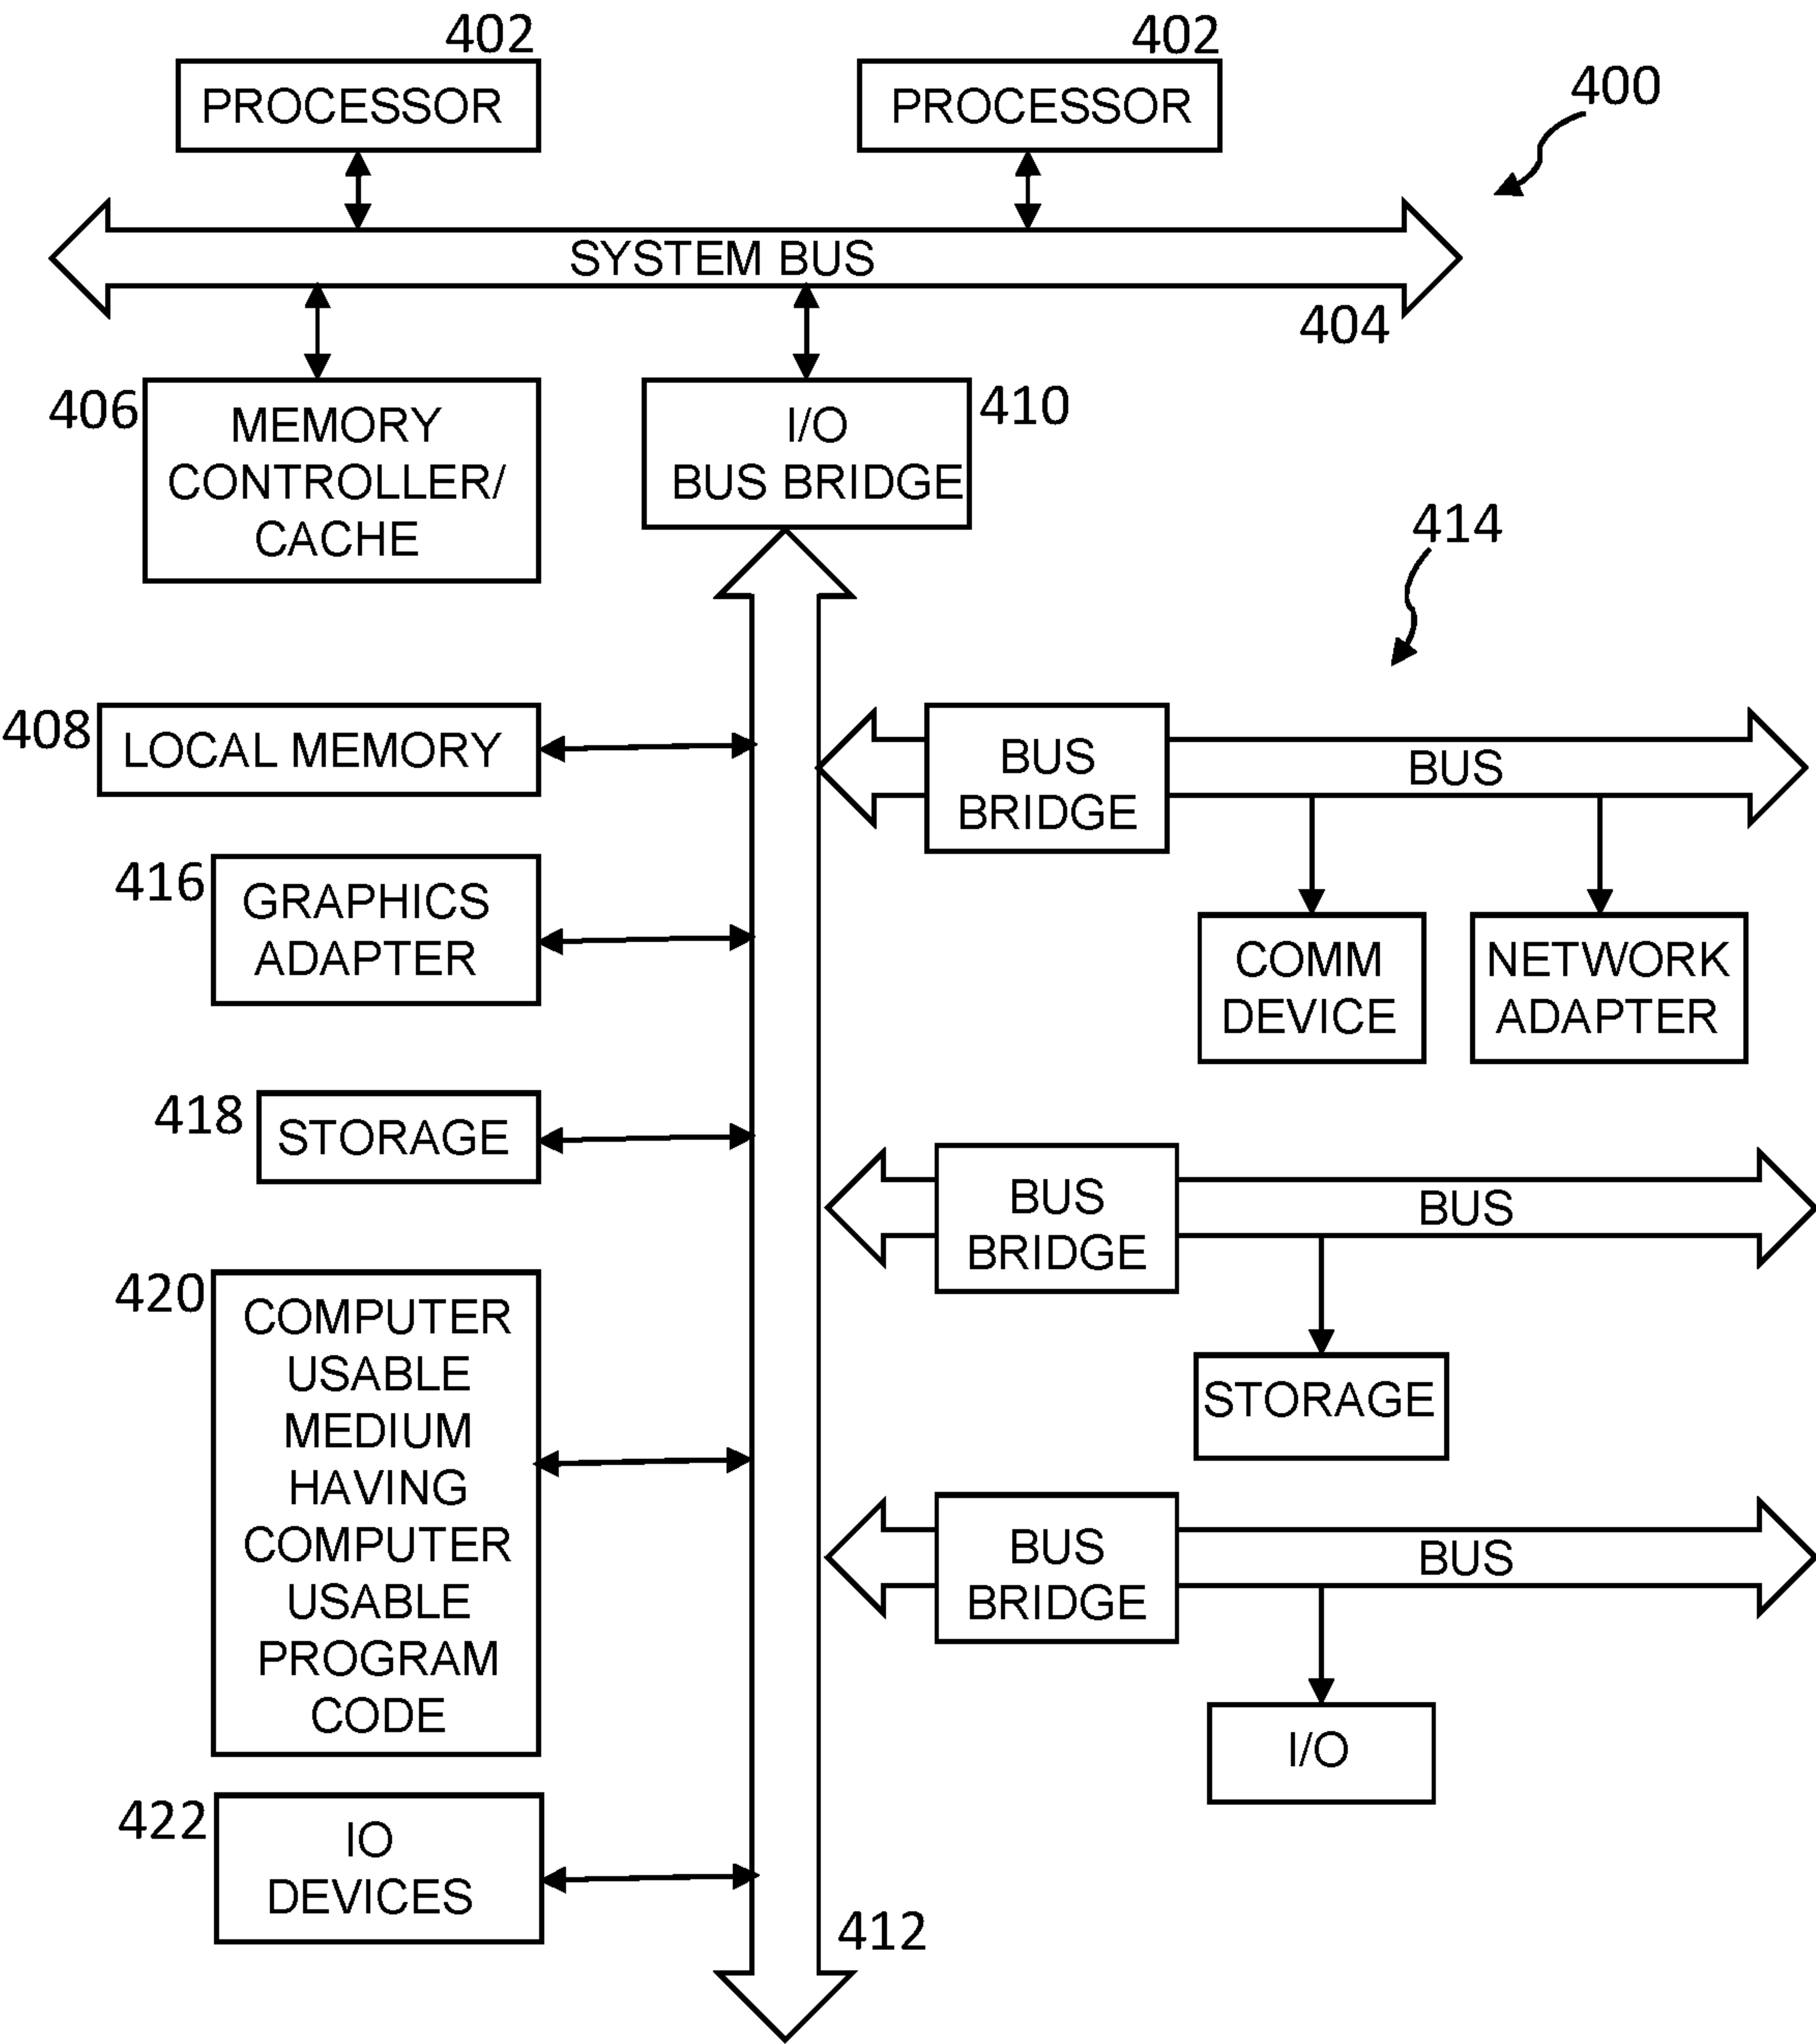 402
402
PROCESSOR
PROCESSOR
400
SYSTEM BUS
404
406
MEMORY
CONTROLLER/
CACHE
I/O
BUS BRIDGE
410
414
408
LOCAL MEMORY
BUS
BRIDGE
BUS
416
GRAPHICS
ADAPTER
COMM
DEVICE
NETWORK
ADAPTER
418
STORAGE
BUS
BRIDGE
BUS
STORAGE
420
COMPUTER
USABLE
MEDIUM
HAVING
COMPUTER
USABLE
PROGRAM
CODE
BUS
BRIDGE
BUS
I/O
422
IO
DEVICES
412